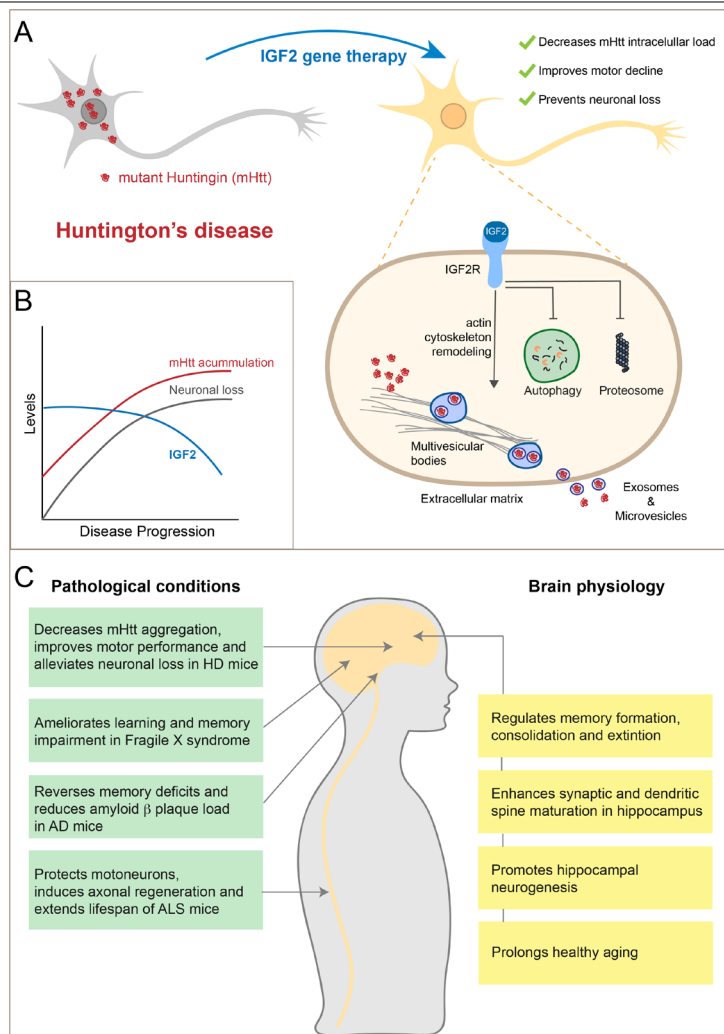 A
IGF2 gene therapy
Decreases mHtt intracelullar load
Improves motor decline
Prevents neuronal loss
mutant Huntingin (mHtt)
Huntington's disease
IGF2
IGF2R
actin
cytoskeleton
remodeling
Autophagy
Proteosome
Multivesicular
bodies
Extracellular matrix
Exosomes
&
Microvesicles
B
Levels
mHtt acummulation
Neuronal loss
IGF2
Disease Progression
C
Pathological conditions
Decreases mHtt aggregation,
improves motor performance and
alleviates neuronal loss in HD mice
Ameliorates learning and memory
impairment in Fragile X syndrome
Reverses memory deficits and
reduces amyloid β plaque load
in AD mice
Protects motoneurons,
induces axonal regeneration and
extends lifespan of ALS mice
Brain physiology
Regulates memory formation,
consolidation and extintion
Enhances synaptic and dendritic
spine maturation in hippocampus
Promotes hippocampal
neurogenesis
Prolongs healthy aging